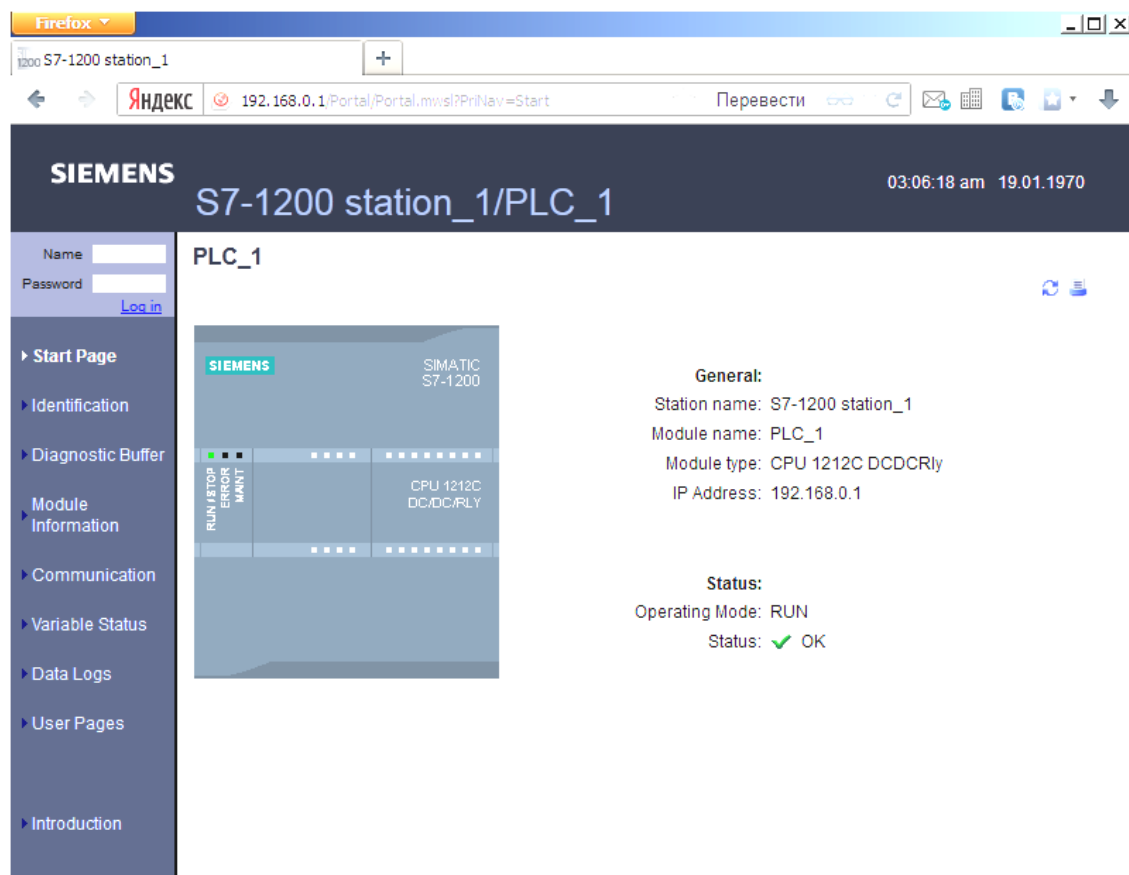 Firefox
S7-1200 station_1
Яндекс 192.168.0.1/Portal/Portal.mwsl?PriNav=Start Перевести
SIEMENS
S7-1200 station_1/PLC_1
03:06:18 am 19.01.1970
Name
Password
Log in
Start Page
Identification
Diagnostic Buffer
Module
Information
Communication
Variable Status
Data Logs
User Pages
Introduction
PLC_1
SIEMENS
SIMATIC
S7-1200
RUN / STOP
ERROR
MAINT
CPU 1212C
DC/DC/RLY
General:
Station name: S7-1200 station_1
Module name: PLC_1
Module type: CPU 1212C DCDCRly
IP Address: 192.168.0.1
Status:
Operating Mode: RUN
Status: OK